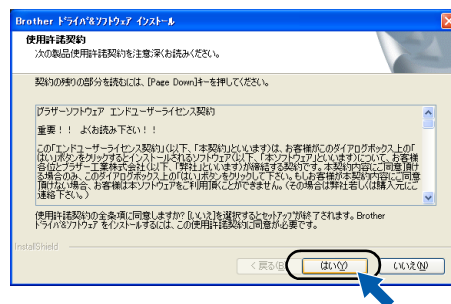 Brother ﾄﾞﾗｲﾊﾞ&ｿﾌﾄｳｪｱ ｲﾝｽﾄｰﾙ
使用許諾契約
次の製品使用許諾契約を注意深くお読みください。
契約の残りの部分を読むには、[Page Down]キーを押してください。
ブラザーソフトウェア エンドユーザーライセンス契約
重要！！ よくお読み下さい！！
この「エンドユーザーライセンス契約」（以下、「本契約」といいます）は、お客様がこのダイアログボックス上の「
はい」ボタンをクリックするとインストールされるソフトウェア（以下、「本ソフトウェア」といいます）について、お客様
各位とブラザー工業株式会社（以下、「弊社」といいます）が締結する契約です。本契約内容にご同意頂け
る場合のみ、このダイアログボックス上の「はい」ボタンをクリックして下さい。もしお客様が本契約内容にご同意
頂けない場合、お客様は本ソフトウェアをご利用頂くことができません。（その場合は弊社若しくは購入元にご
連絡下さい。）
使用許諾契約の全条項に同意しますか? [いいえ]を選択するとｾｯﾄｱｯﾌﾟが終了されます。Brother
ﾄﾞﾗｲﾊﾞ&ｿﾌﾄｳｪｱ をｲﾝｽﾄｰﾙするには、この使用許諾契約に同意が必要です。
InstallShield
< 戻る(B) はい(Y) いいえ(N)